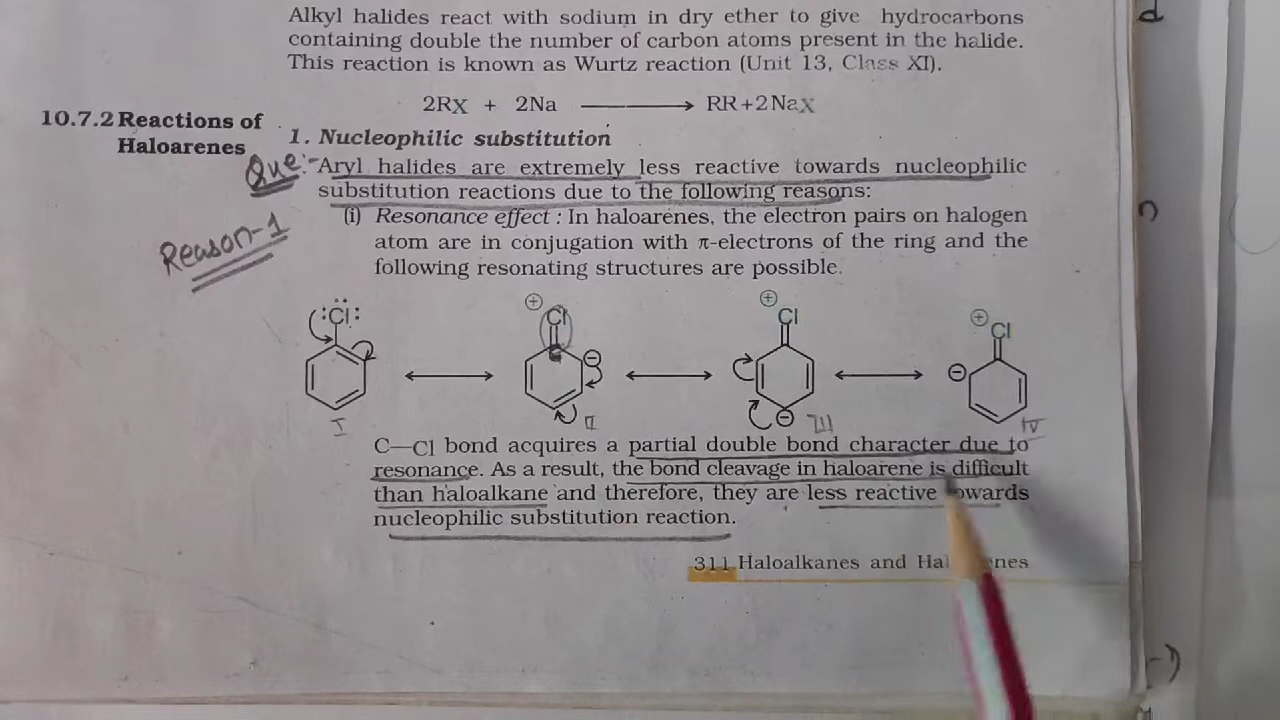 Alkyl halides react with sodium in dry ether to give hydrocarbons
containing double the number of carbon atoms present in the halide.
This reaction is known as Wurtz reaction (Unit 13, Class XI).
2RX + 2Na ⟶ RR+2NaX
10.7.2 Reactions of
Haloarenes
1. Nucleophilic substitution
Que:- Aryl halides are extremely less reactive towards nucleophilic
substitution reactions due to the following reasons:
Reason-1
(i) Resonance effect : In haloarenes, the electron pairs on halogen
atom are in conjugation with π-electrons of the ring and the
following resonating structures are possible.
:Cl: ⊕ Cl ⊕ Cl ⊕ Cl
⊖ ⊖ ⊖
I II III IV
C—Cl bond acquires a partial double bond character due to
resonance. As a result, the bond cleavage in haloarene is difficult
than haloalkane and therefore, they are less reactive towards
nucleophilic substitution reaction.
311 Haloalkanes and